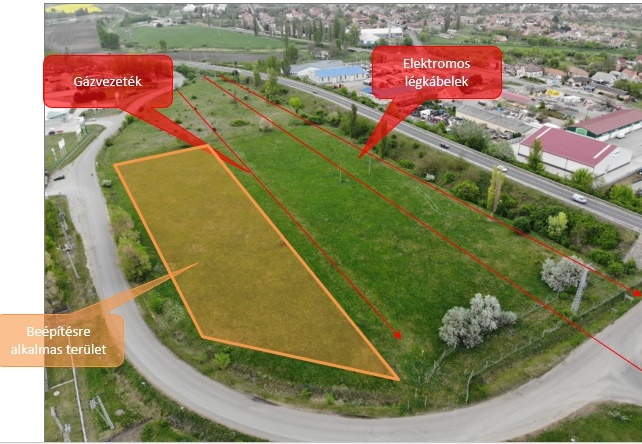 Gázvezeték
Elektromos
légkábelek
Beépítésre
alkalmas terület